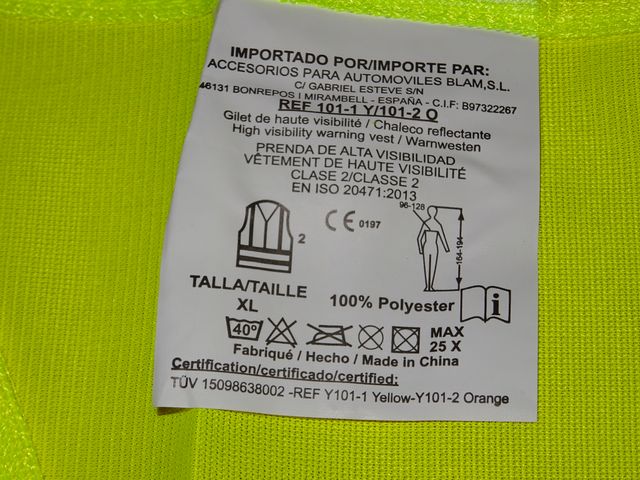 IMPORTADO POR/IMPORTE PAR:
ACCESORIOS PARA AUTOMOVILES BLAM,S.L.
C/ GABRIEL ESTEVE S/N
46131 BONREPOS I MIRAMBELL - ESPAÑA - C.I.F: B97322267
REF 101-1 Y/101-2 O
Gilet de haute visibilité / Chaleco reflectante
High visibility warning vest / Warnwesten
PRENDA DE ALTA VISIBILIDAD
VÊTEMENT DE HAUTE VISIBILITÉ
CLASE 2/CLASSE 2
EN ISO 20471:2013
2
CE 0197
96-128
164-194
TALLA/TAILLE
XL
100% Polyester
i
40º
MAX
25 X
Fabriqué / Hecho / Made in China
Certification/certificado/certified:
TÜV 15098638002 -REF Y101-1 Yellow-Y101-2 Orange